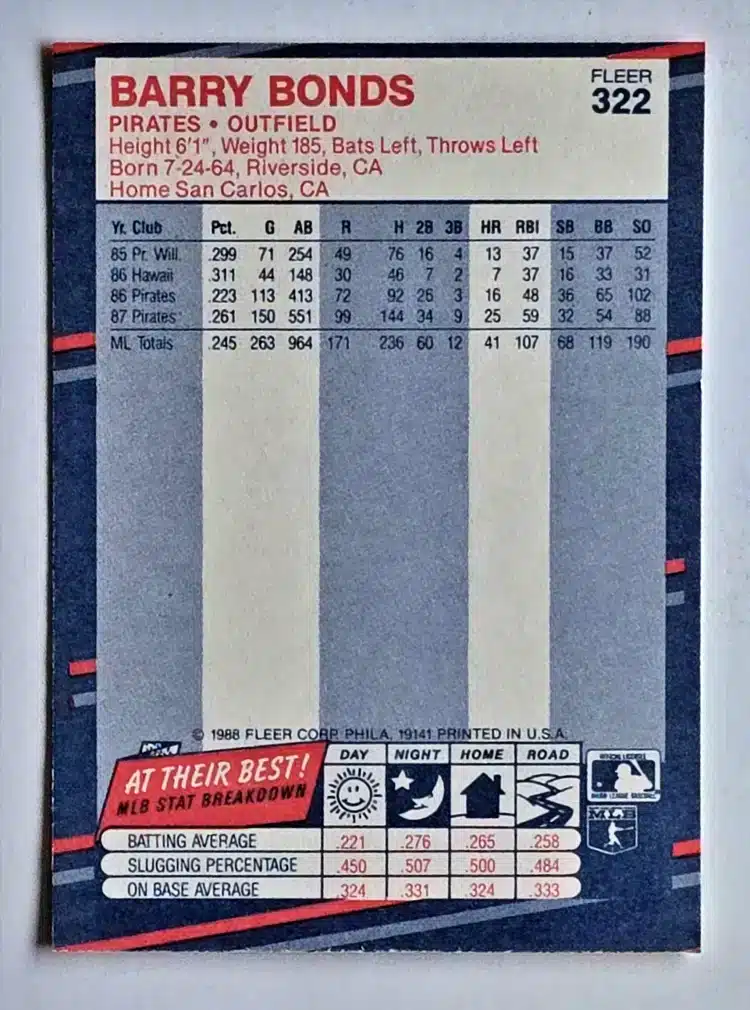 BARRY BONDS
FLEER
322
PIRATES • OUTFIELD
Height 6'1", Weight 185, Bats Left, Throws Left
Born 7-24-64, Riverside, CA
Home San Carlos, CA
Yr. Club Pct. G AB R H 2B 3B HR RBI SB BB SO
85 Pr. Will. .299 71 254 49 76 16 4 13 37 15 37 52
86 Hawaii .311 44 148 30 46 7 2 7 37 16 33 31
86 Pirates .223 113 413 72 92 26 3 16 48 36 65 102
87 Pirates .261 150 551 99 144 34 9 25 59 32 54 88
ML Totals .245 263 964 171 236 60 12 41 107 68 119 190
© 1988 FLEER CORP. PHILA. 19141 PRINTED IN U.S.A.
AT THEIR BEST!
MLB STAT BREAKDOWN
DAY NIGHT HOME ROAD
BATTING AVERAGE .221 .276 .265 .258
SLUGGING PERCENTAGE .450 .507 .500 .484
ON BASE AVERAGE .324 .331 .324 .333
OFFICIAL LICENSEE
MAJOR LEAGUE BASEBALL
MLB